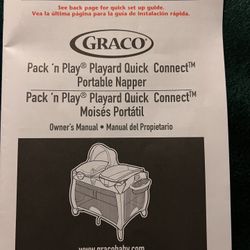 See back page for quick set up guide.
Vea la última página para la guía de instalación rápida.
GRACO
Pack 'n Play® Playard Quick Connect™
Portable Napper
Pack 'n Play® Playard Quick Connect™
Moisés Portátil
Owner's Manual • Manual del Propietario
www.gracobaby.com